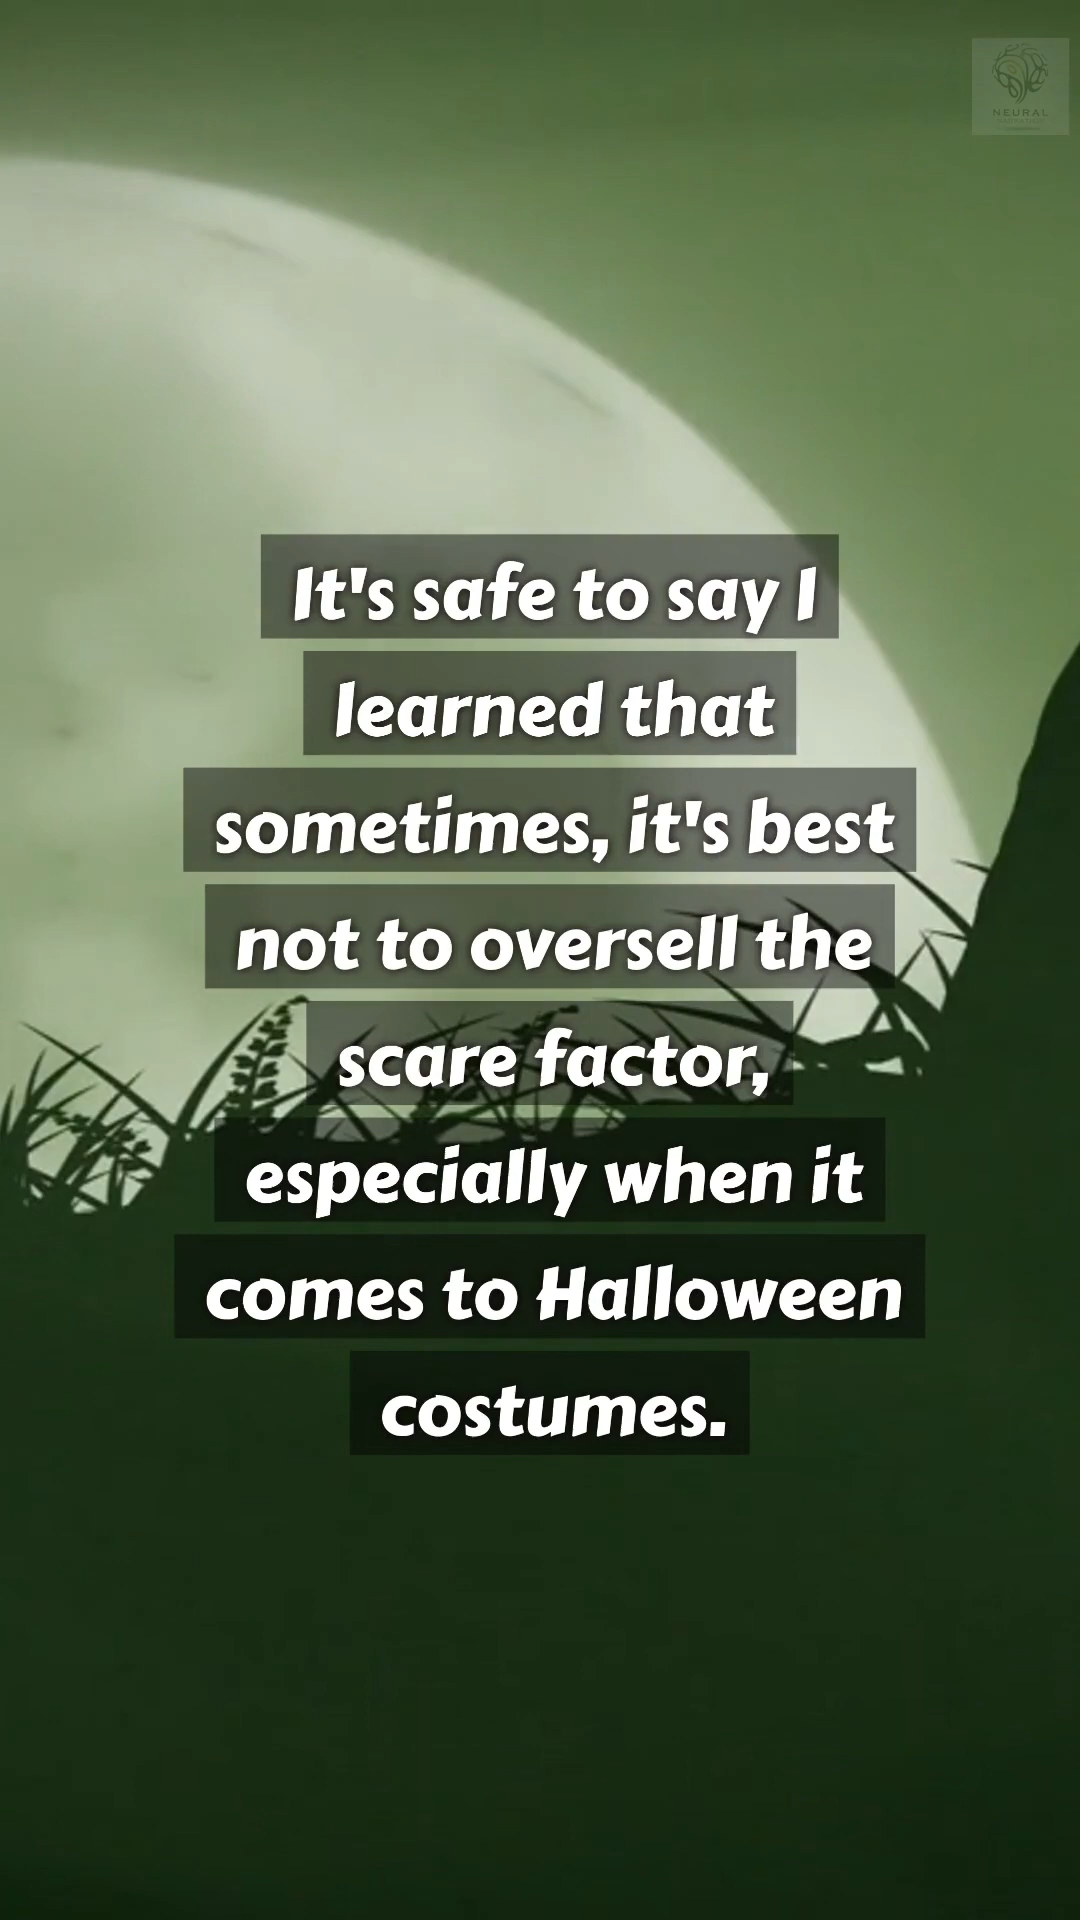 NEURAL
It's safe to say I
learned that
sometimes, it's best
not to oversell the
scare factor,
especially when it
comes to Halloween
costumes.